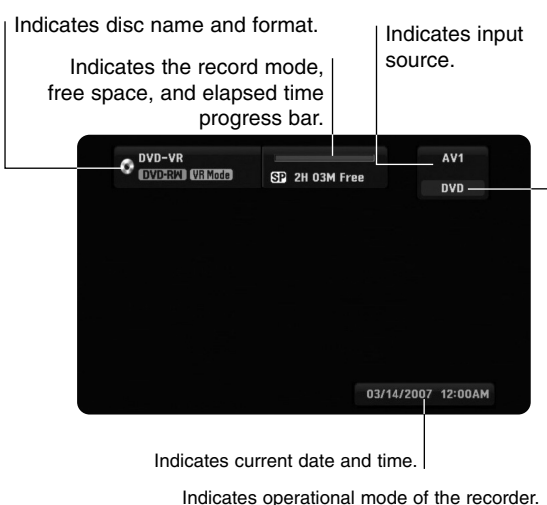 Indicates disc name and format.
Indicates input
source.
Indicates the record mode,
free space, and elapsed time
progress bar.
DVD-VR
DVD-RW VR Mode
SP 2H 03M Free
AV1
DVD
03/14/2007 12:00AM
Indicates current date and time.
Indicates operational mode of the recorder.